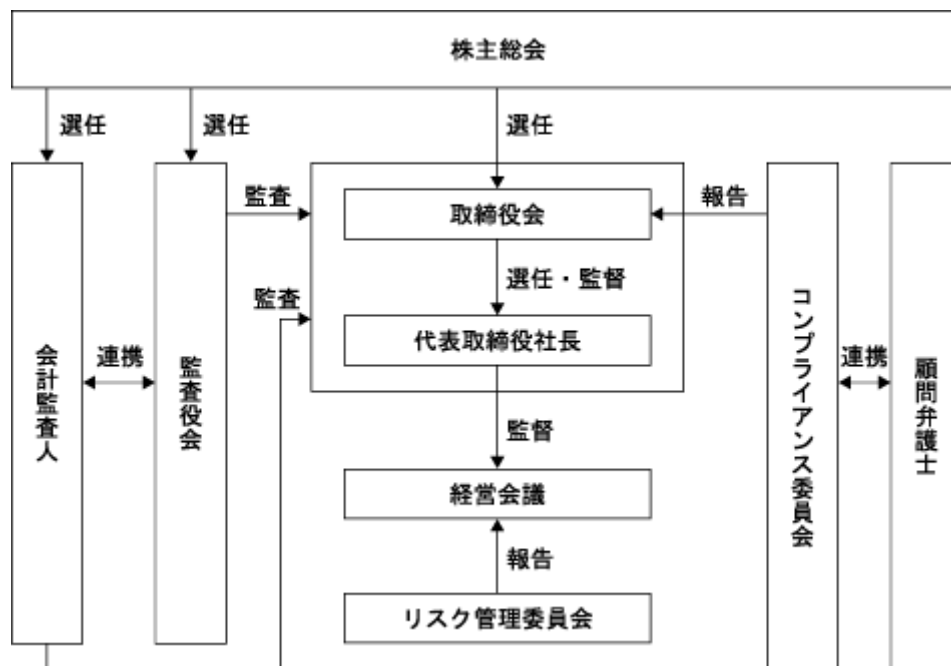 株主総会
選任
選任
選任
監査
取締役会
報告
選任・監督
監査
代表取締役社長
会計監査人
連携
監査役会
コンプライアンス委員会
連携
顧問弁護士
監督
経営会議
報告
リスク管理委員会